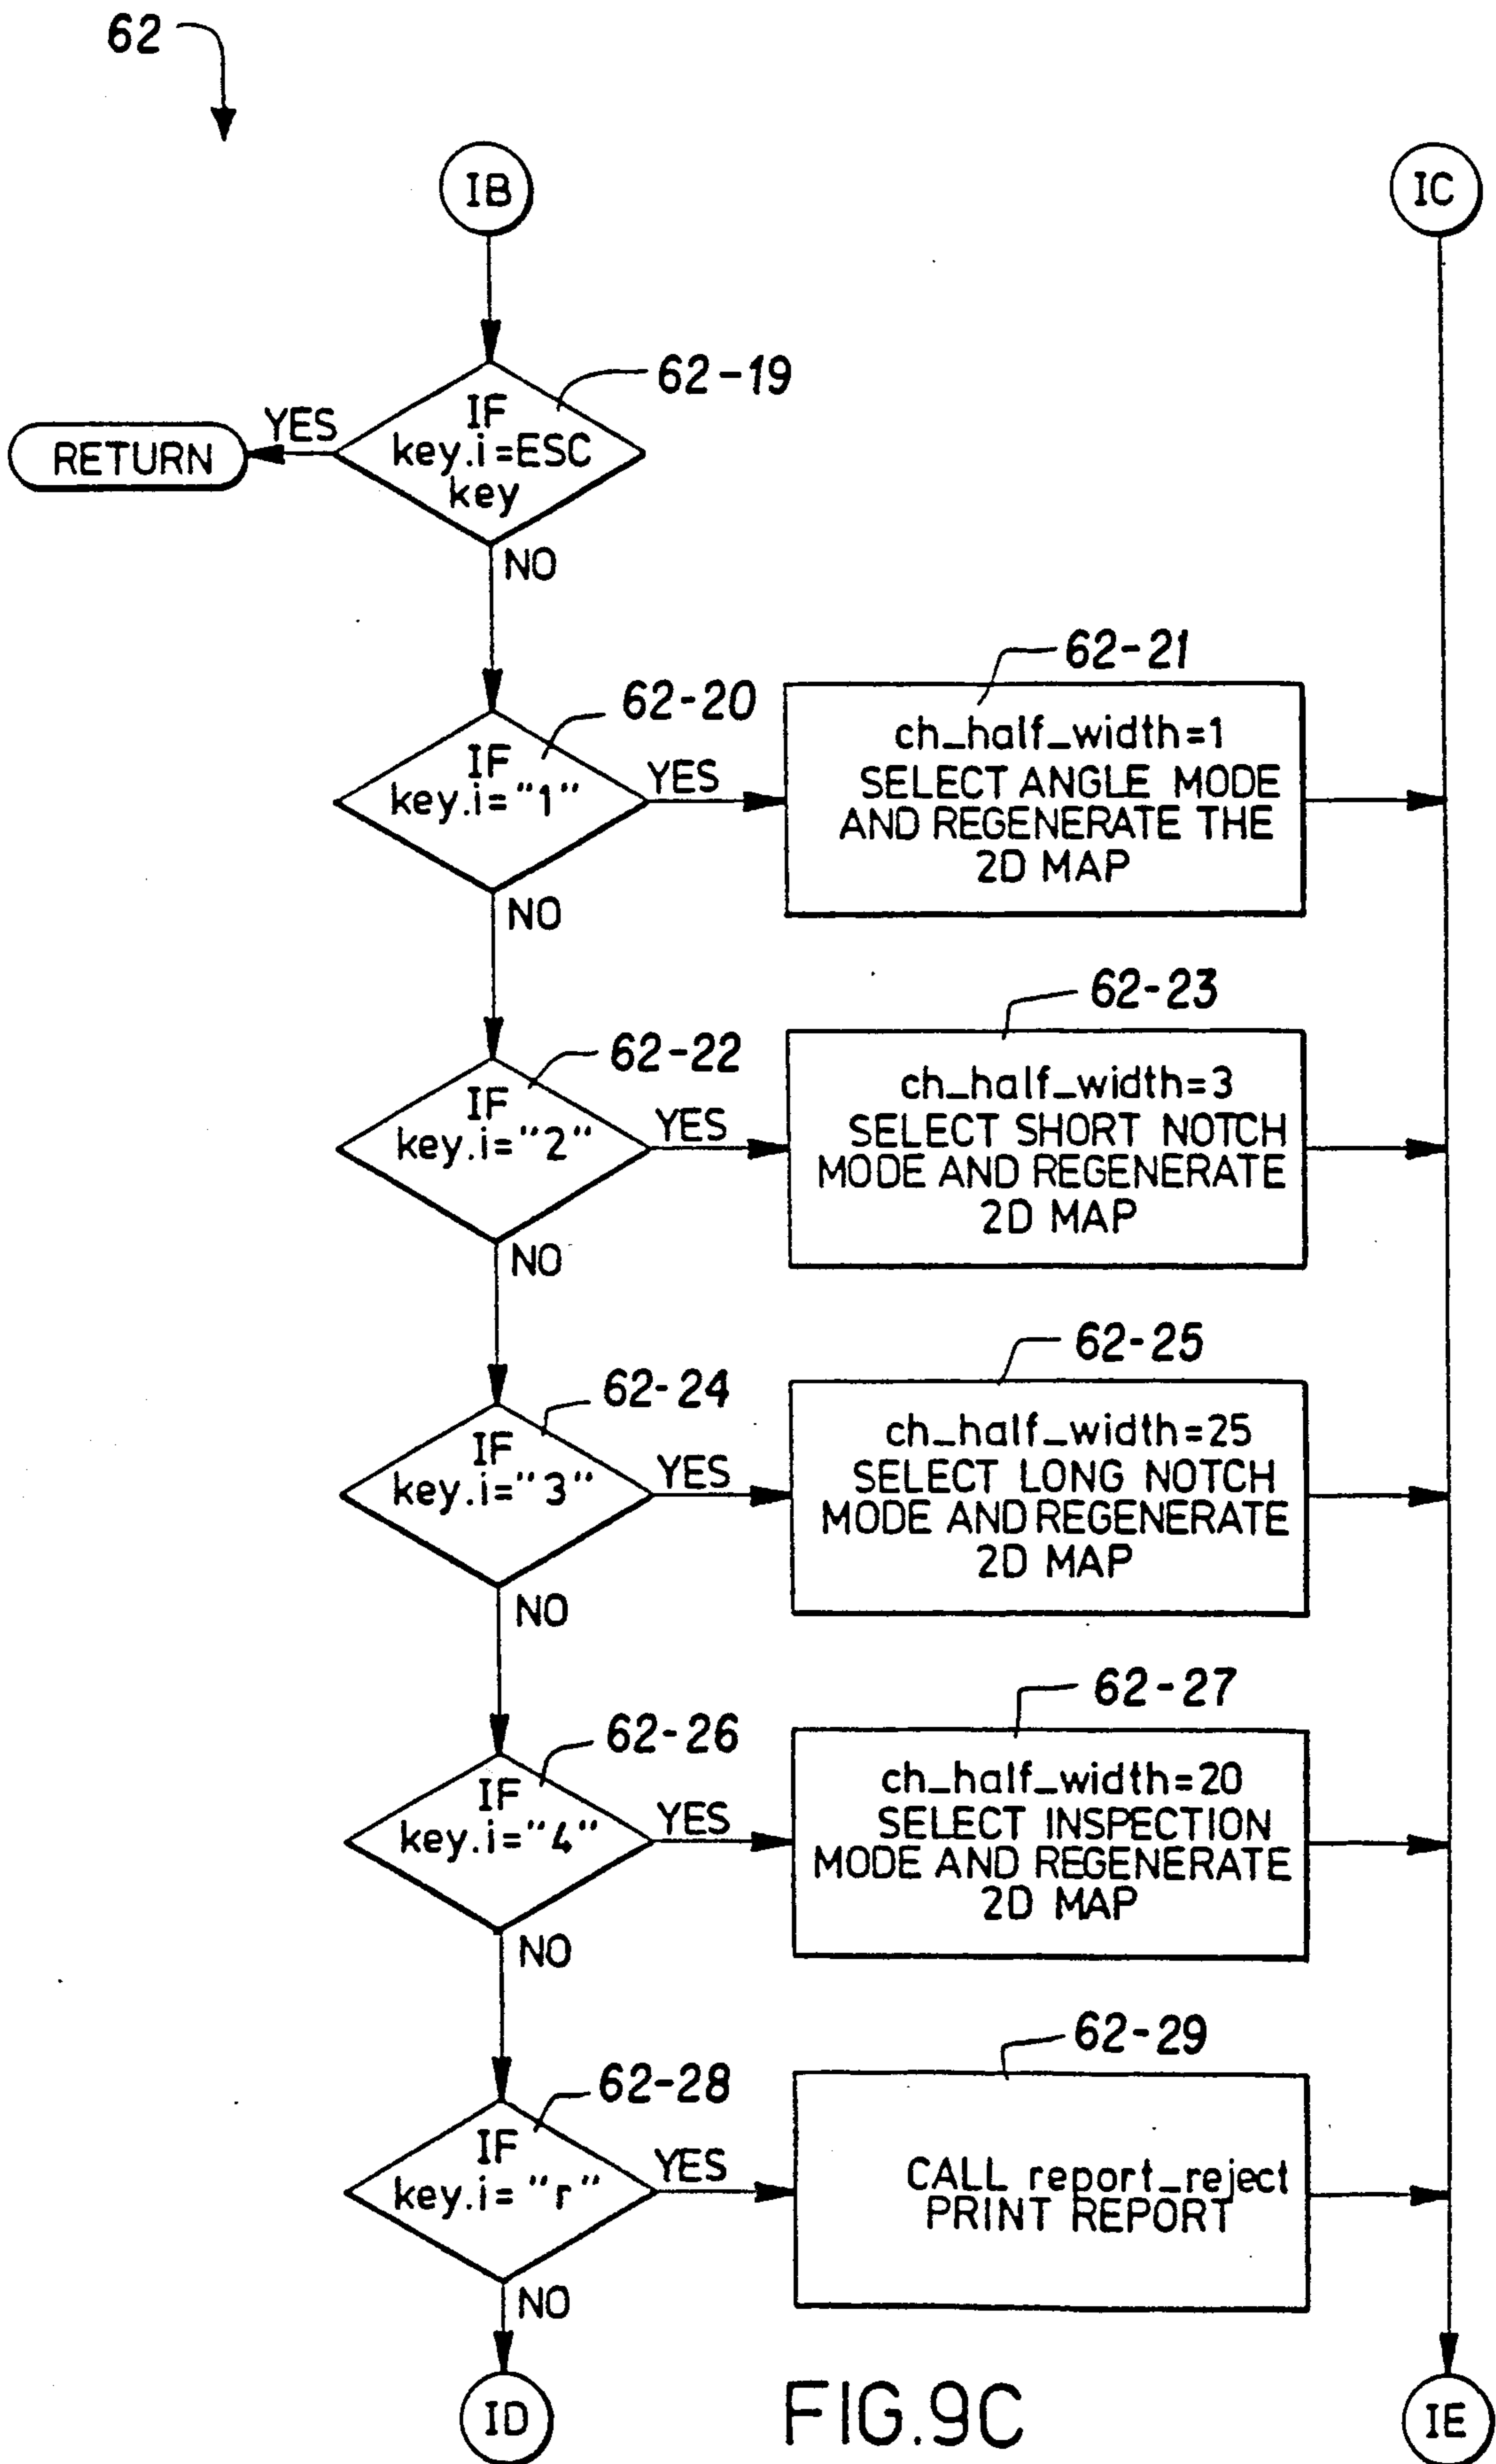 62
IB
IC
62-19
IF
key.i=ESC
key
YES
RETURN
NO
62-20
IF
key.i="1"
YES
62-21
ch_half_width=1
SELECT ANGLE MODE
AND REGENERATE THE
2D MAP
NO
62-22
IF
key.i="2"
YES
62-23
ch_half_width=3
SELECT SHORT NOTCH
MODE AND REGENERATE
2D MAP
NO
62-24
IF
key.i="3"
YES
62-25
ch_half_width=25
SELECT LONG NOTCH
MODE AND REGENERATE
2D MAP
NO
62-26
IF
key.i="4"
YES
62-27
ch_half_width=20
SELECT INSPECTION
MODE AND REGENERATE
2D MAP
NO
62-28
IF
key.i="r"
YES
62-29
CALL report_reject
PRINT REPORT
NO
ID
IE
FIG.9C